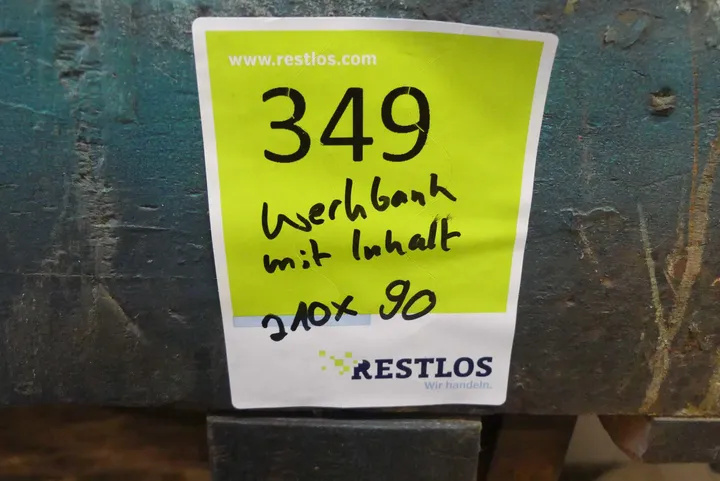 www.restlos.com
349
Werkbank
mit Inhalt
210x 90
RESTLOS
Wir handeln.